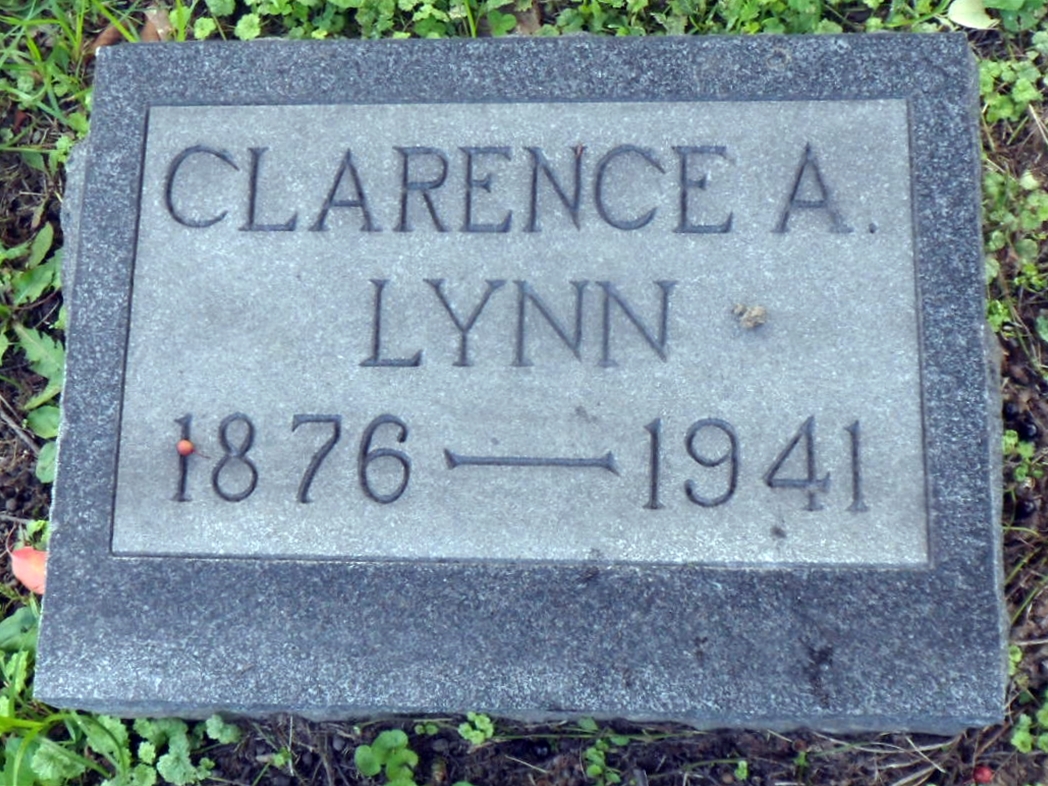 CLARENCE A.
LYNN
1876 — 1941